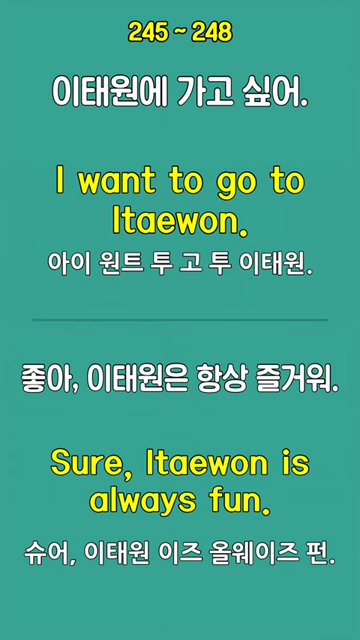 245 ~ 248
이태원에 가고 싶어.
I want to go to
Itaewon.
아이 원트 투 고 투 이태원.
좋아, 이태원은 항상 즐거워.
Sure, Itaewon is
always fun.
슈어, 이태원 이즈 올웨이즈 펀.